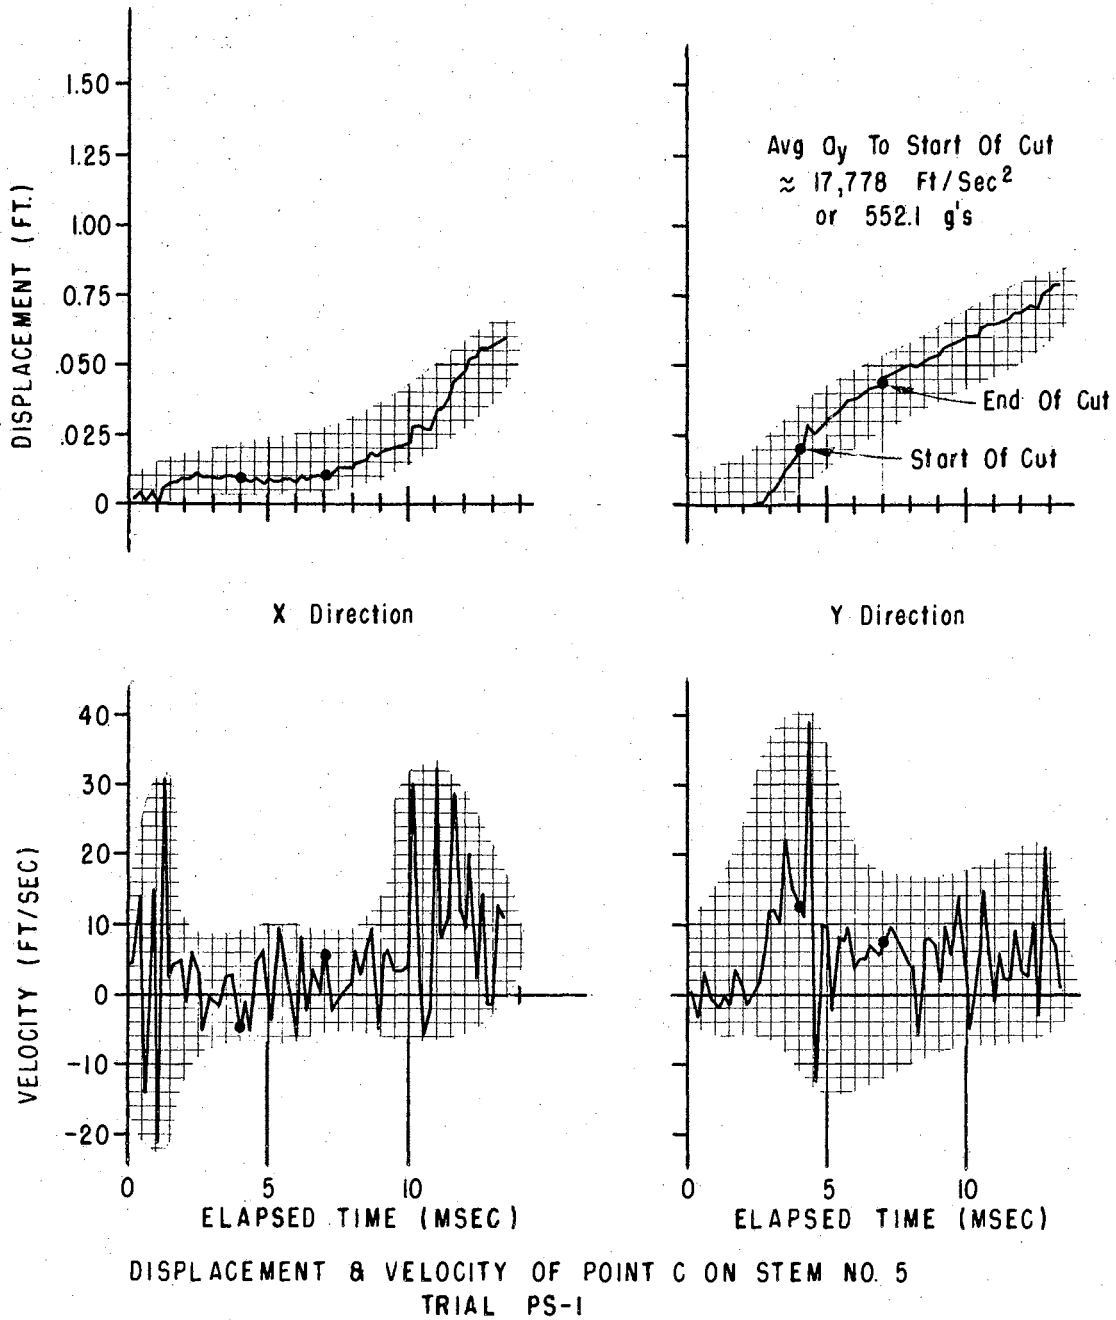 1.50
1.25
1.00
0.75
.050
.025
0
DISPLACEMENT (FT.)
Avg ay To Start Of Cut
≈ 17,778 Ft/Sec²
or 552.1 g's
End Of Cut
Start Of Cut
X Direction
Y Direction
40
30
20
10
0
-10
-20
VELOCITY (FT/SEC)
0 5 10
ELAPSED TIME (MSEC)
0 5 10
ELAPSED TIME (MSEC)
DISPLACEMENT & VELOCITY OF POINT C ON STEM NO. 5
TRIAL PS-1